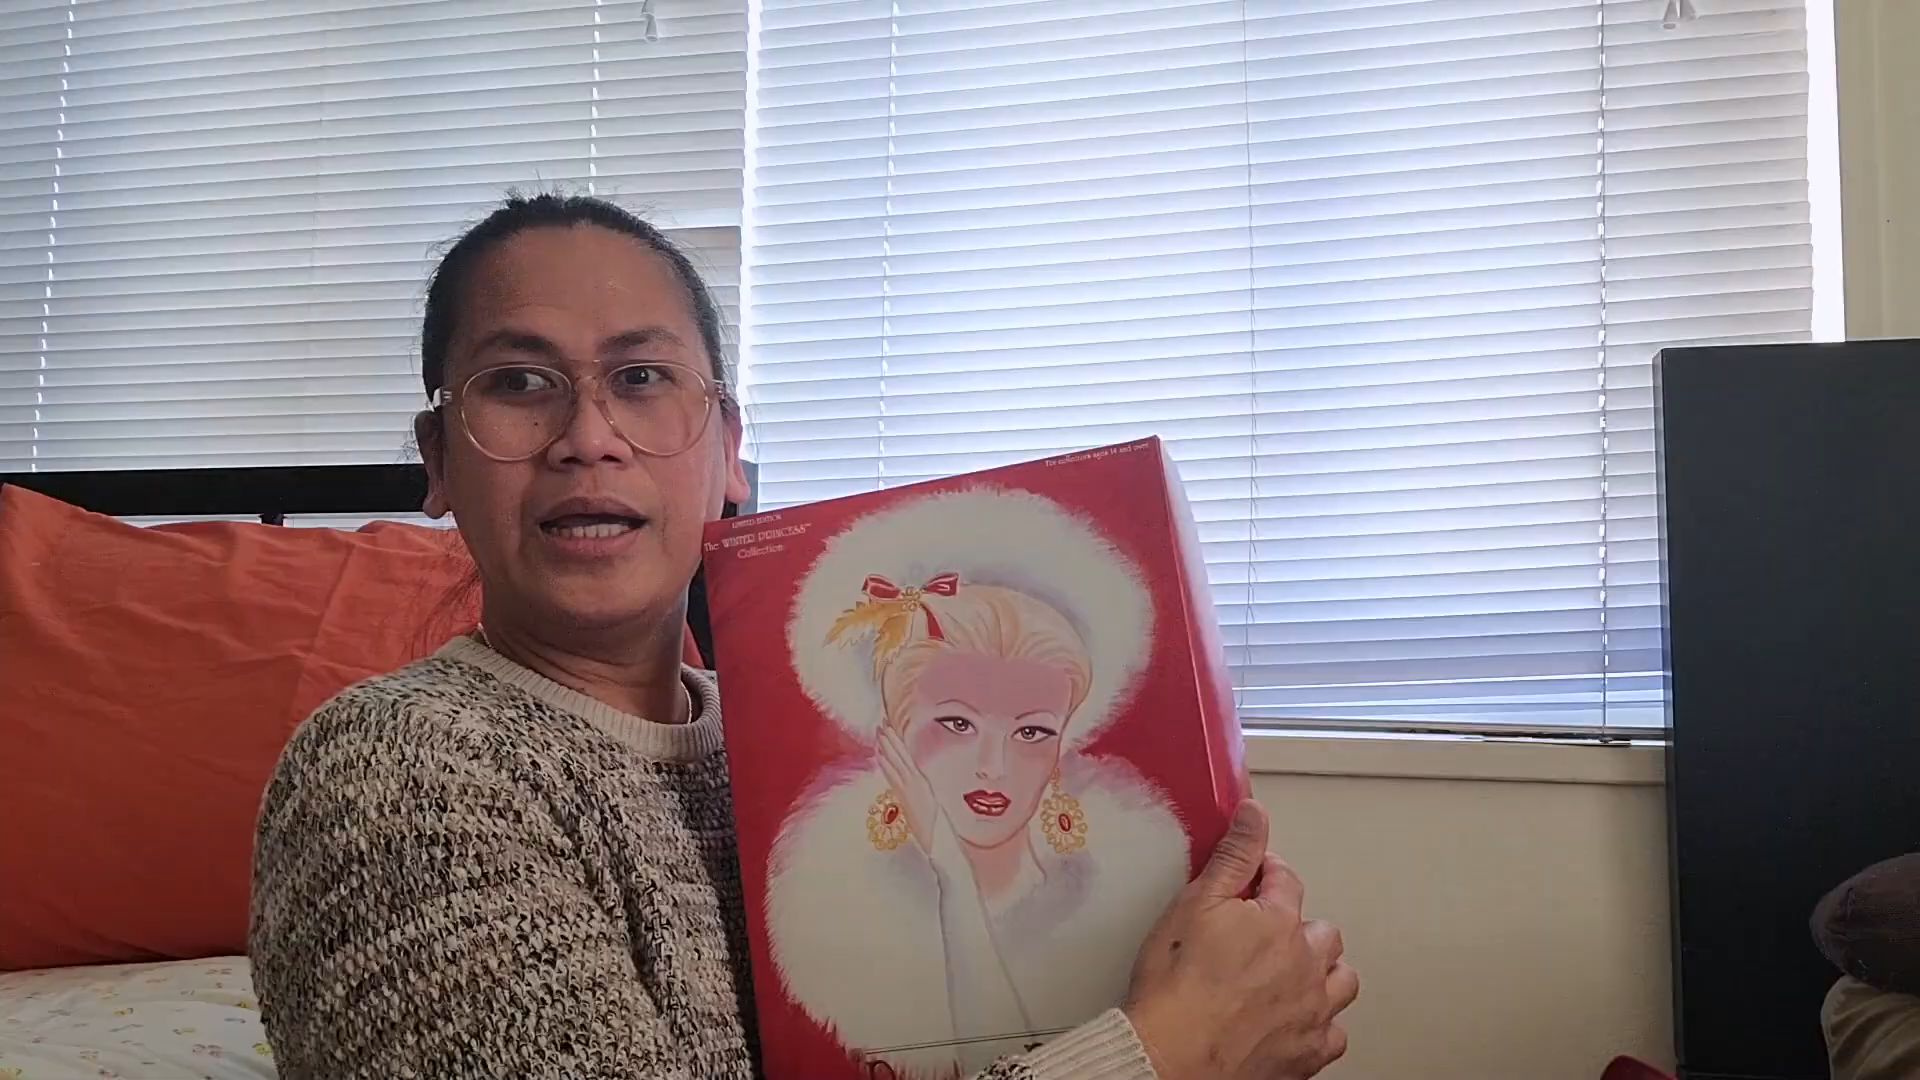 LIMITED EDITION
The WINTER PRINCESS™
Collection
For collectors ages 14 and over